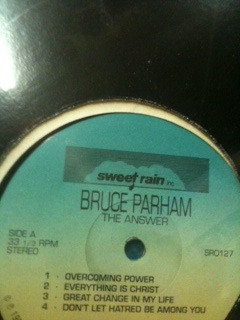 sweet rain inc.
BRUCE PARHAM
THE ANSWER
SIDE A
33 1/3 RPM
STEREO
SR0127
1 - OVERCOMING POWER
2 - EVERYTHING IS CHRIST
3 - GREAT CHANGE IN MY LIFE
4 - DON'T LET HATRED BE AMONG YOU